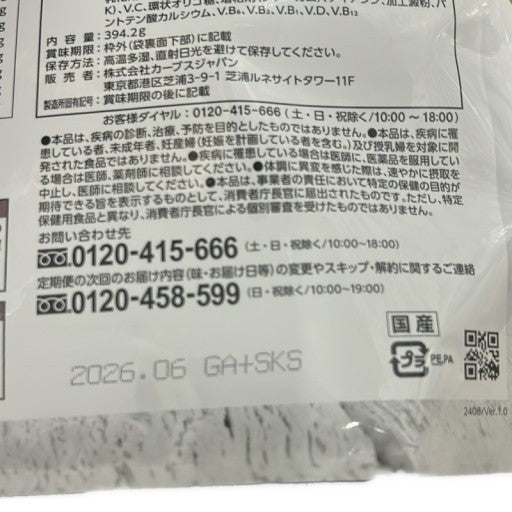 K)、V.C、環状オリゴ糖、
ントテン酸カルシウム、V.B₆、V.B₂、V.B₁、V.D、V.B₁₂
内容量：394.2g
賞味期限：枠外(袋裏面下部)に記載
保存方法：高温多湿、直射日光を避けて保存してください。
販売者：株式会社カーブスジャパン
東京都港区芝浦3-9-1 芝浦ルネサイトタワー11F
製造所固有記号：賞味期限の後に記載
お客様ダイヤル：0120-415-666(土・日・祝除く/10:00～18:00)
●本品は、疾病の診断、治療、予防を目的としたものではありません。●本品は、疾病に罹
患している者、未成年者、妊産婦(妊娠を計画している者を含む。)及び授乳婦を対象に開
発された食品ではありません。●疾病に罹患している場合は医師に、医薬品を服用してい
る場合は医師、薬剤師に相談してください。●体調に異変を感じた際は、速やかに摂取を
中止し、医師に相談してください。●本品は、事業者の責任において特定の保健の目的が
期待できる旨を表示するものとして、消費者庁長官に届出されたものです。ただし、特定
保健用食品と異なり、消費者庁長官による個別審査を受けたものではありません。
お問い合わせ先
0120-415-666(土・日・祝除く/10:00～18:00)
定期便の次回のお届け内容(味・お届け日等)の変更やスキップ・解約に関するご連絡
0120-458-599(日・祝除く/10:00～19:00)
国産
プラ PE,PA
2026.06 GA+SKS
2408/Ver.1.0